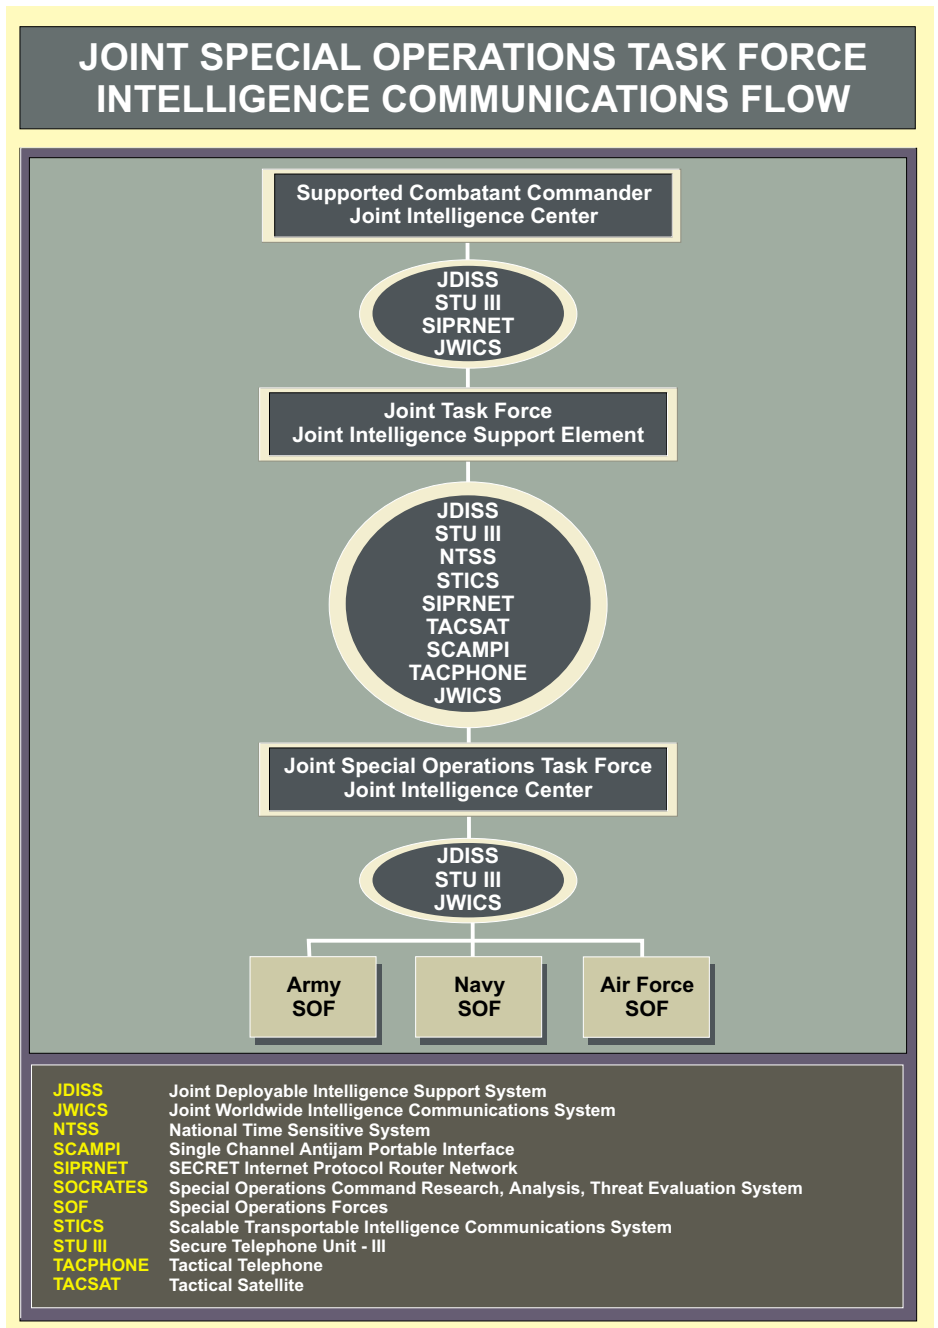 JOINT SPECIAL OPERATIONS TASK FORCE
INTELLIGENCE COMMUNICATIONS FLOW
Supported Combatant Commander
Joint Intelligence Center
JDISS
STU III
SIPRNET
JWICS
Joint Task Force
Joint Intelligence Support Element
JDISS
STU III
NTSS
STICS
SIPRNET
TACSAT
SCAMPI
TACPHONE
JWICS
Joint Special Operations Task Force
Joint Intelligence Center
JDISS
STU III
JWICS
Army
SOF
Navy
SOF
Air Force
SOF
JDISS Joint Deployable Intelligence Support System
JWICS Joint Worldwide Intelligence Communications System
NTSS National Time Sensitive System
SCAMPI Single Channel Antijam Portable Interface
SIPRNET SECRET Internet Protocol Router Network
SOCRATES Special Operations Command Research, Analysis, Threat Evaluation System
SOF Special Operations Forces
STICS Scalable Transportable Intelligence Communications System
STU III Secure Telephone Unit - III
TACPHONE Tactical Telephone
TACSAT Tactical Satellite